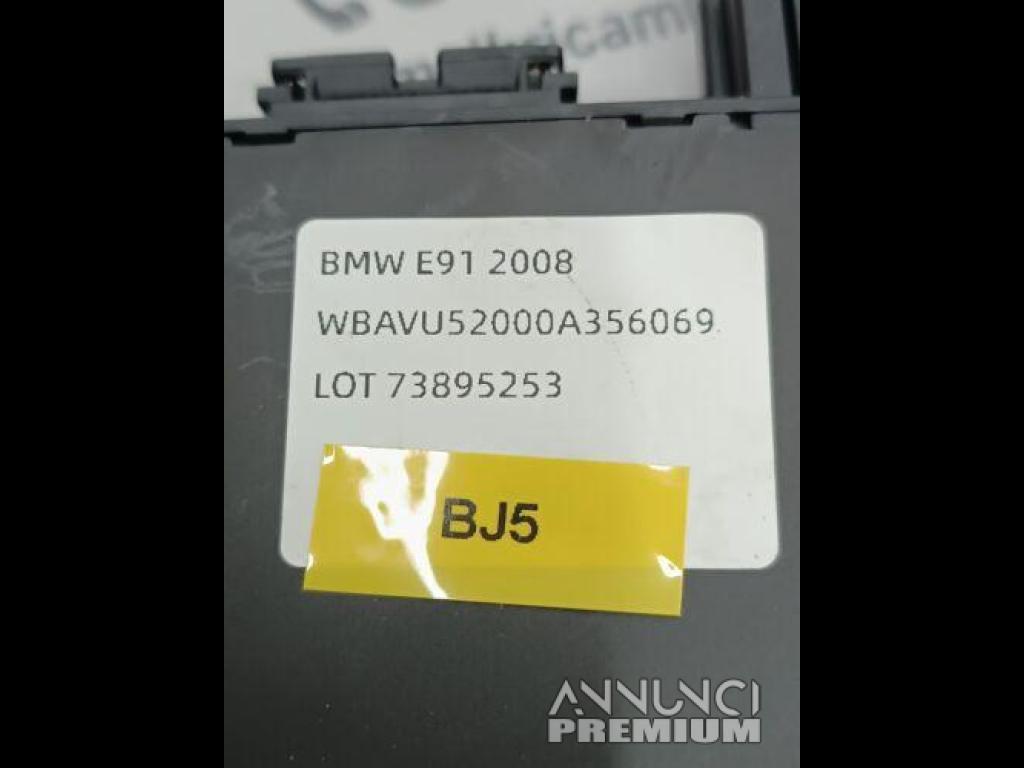 BMW E91 2008
WBAVU52000A356069
LOT 73895253
BJ5
ANNUNCI
PREMIUM